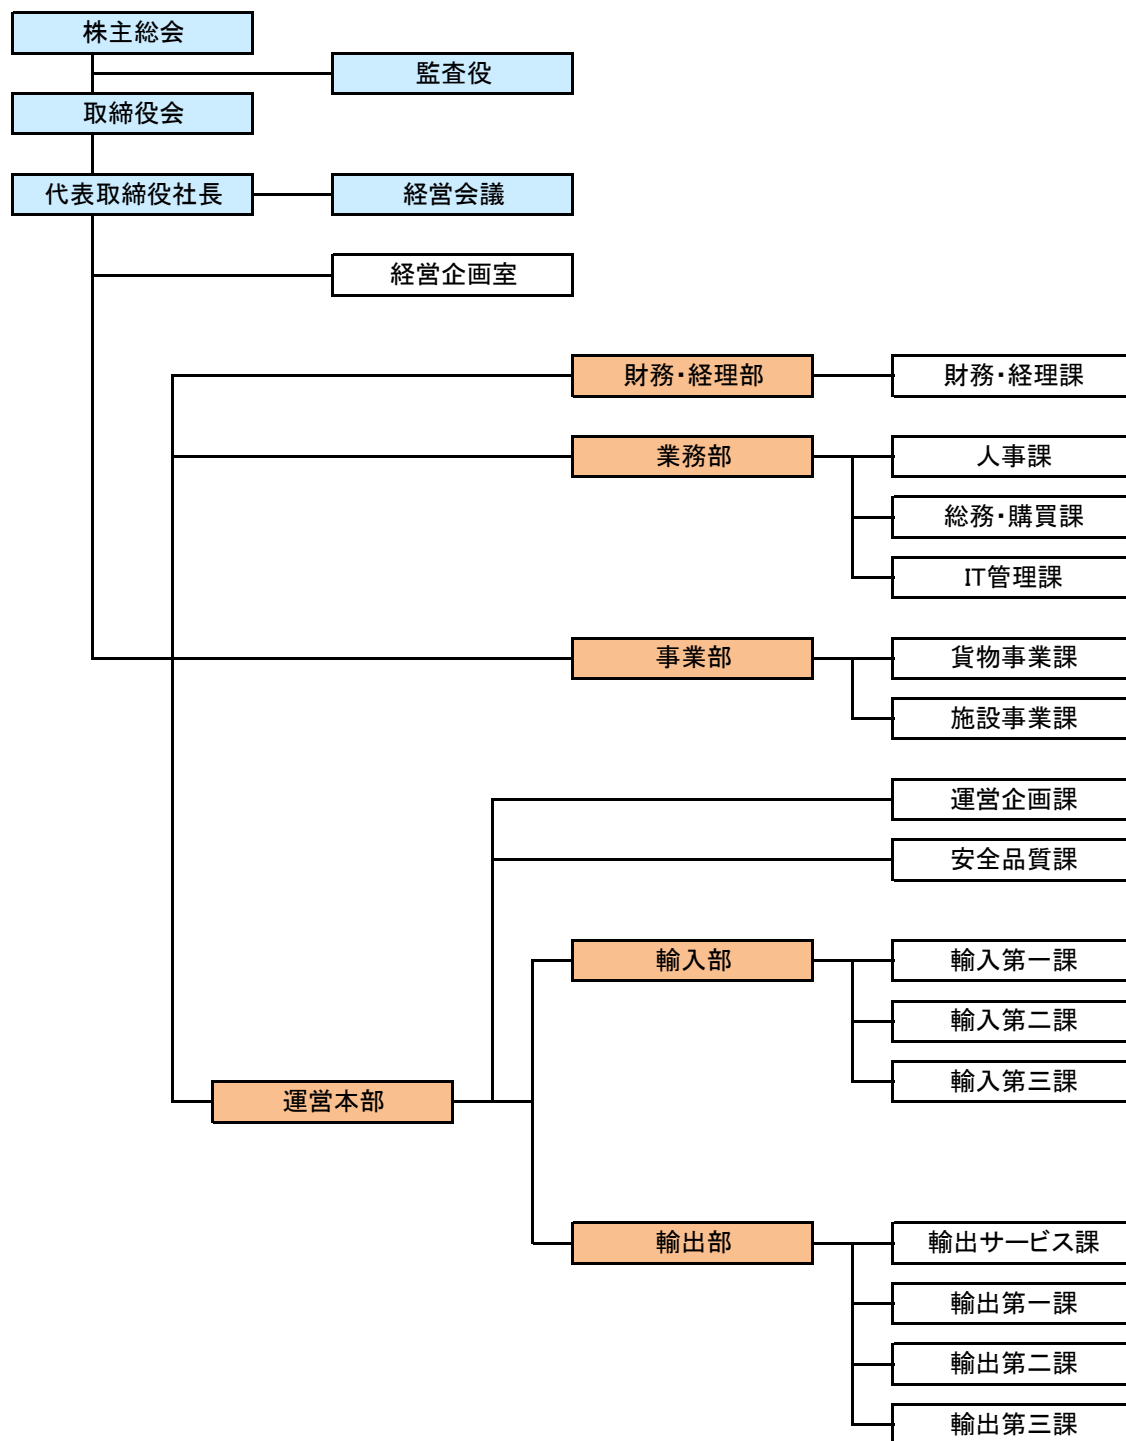 株主総会
監査役
取締役会
代表取締役社長
経営会議
経営企画室
財務・経理部
財務・経理課
業務部
人事課
総務・購買課
IT管理課
事業部
貨物事業課
施設事業課
運営企画課
安全品質課
輸入部
輸入第一課
輸入第二課
輸入第三課
運営本部
輸出部
輸出サービス課
輸出第一課
輸出第二課
輸出第三課